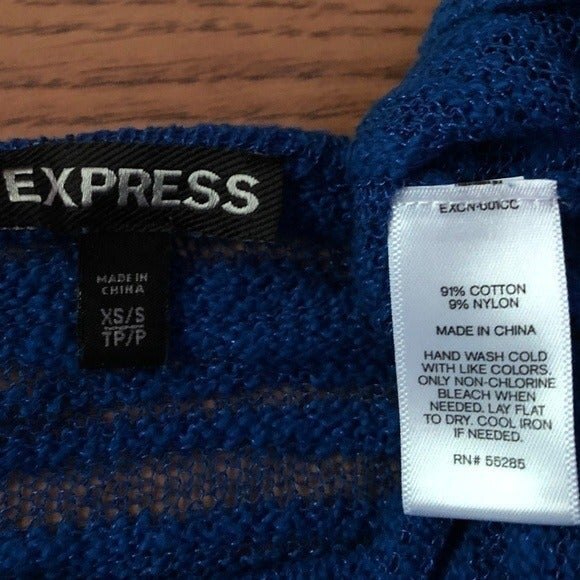 EXPRESS
MADE IN
CHINA
XS/S
TP/P
91% COTTON
9% NYLON
MADE IN CHINA
HAND WASH COLD
WITH LIKE COLORS.
ONLY NON-CHLORINE
BLEACH WHEN
NEEDED. LAY FLAT
TO DRY. COOL IRON
IF NEEDED.
RN# 55285